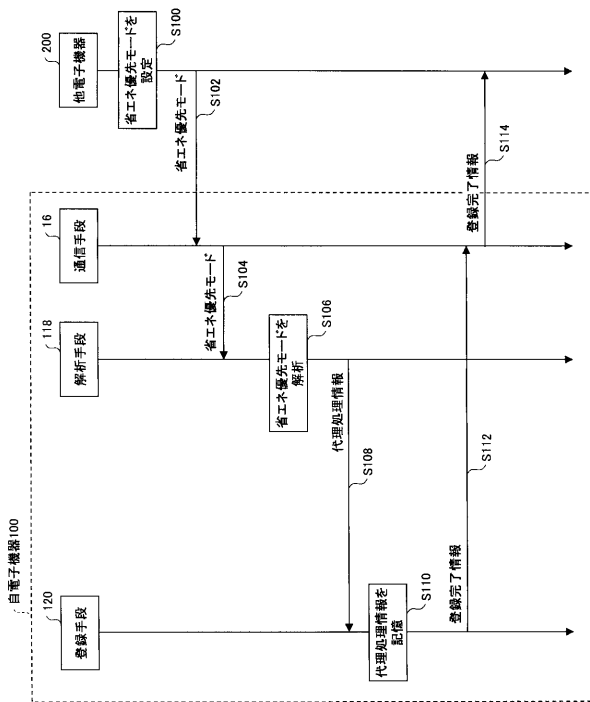 自電子機器100
120
登録手段
118
解析手段
16
通信手段
200
他電子機器
省エネ優先モードを
設定
S100
省エネ優先モード
S102
省エネ優先モード
S104
省エネ優先モードを
解析
S106
代理処理情報
S108
代理処理情報を
記憶
S110
登録完了情報
S112
登録完了情報
S114